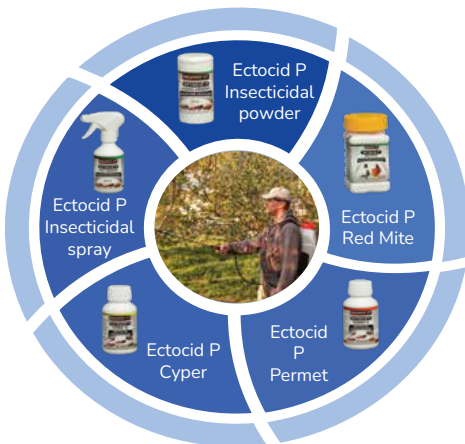 Ectocid P
Insecticidal
powder
Ectocid P
Red Mite
Ectocid
P
Permet
Ectocid P
Cyper
Ectocid P
Insecticidal
spray